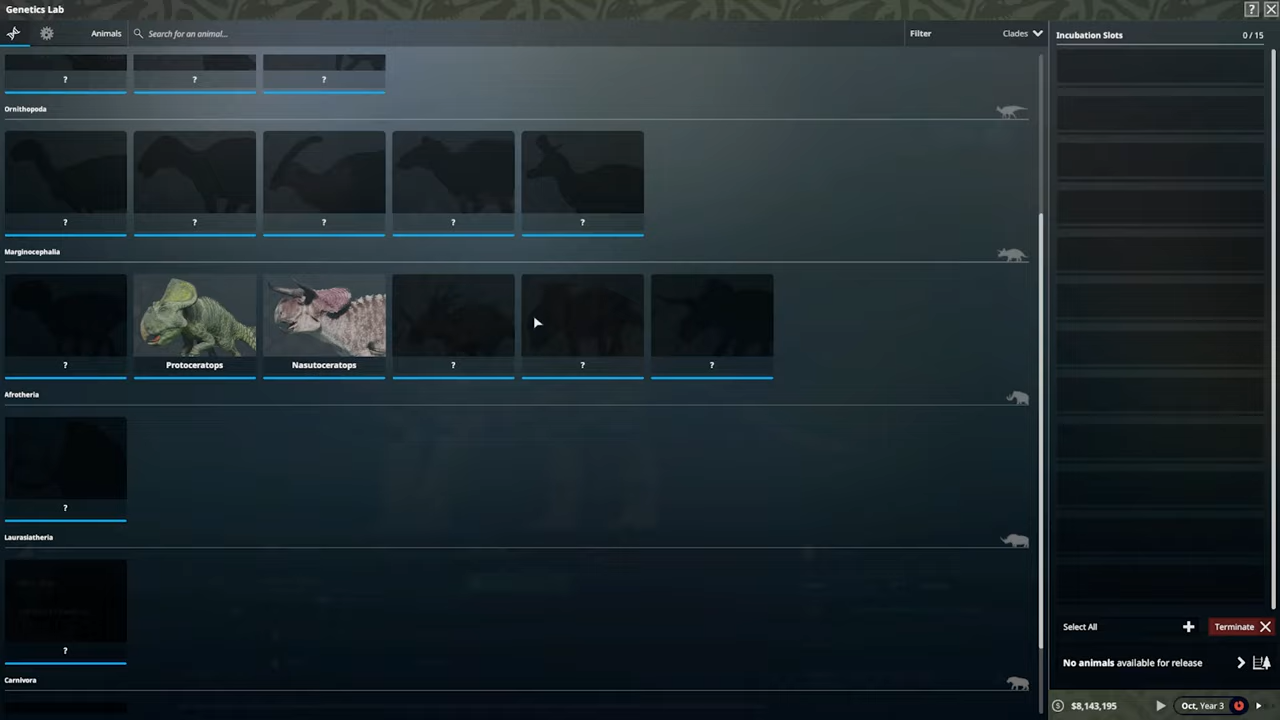 Genetics Lab
?
Animals
Search for an animal...
Filter
Clades
Incubation Slots
0 / 15
? ? ?
Ornithopoda
? ? ? ? ?
Marginocephalia
? Protoceratops Nasutoceratops ? ? ?
Afrotheria
?
Laurasiatheria
?
Carnivora
Select All
Terminate
No animals available for release
$8,143,195
Oct, Year 3